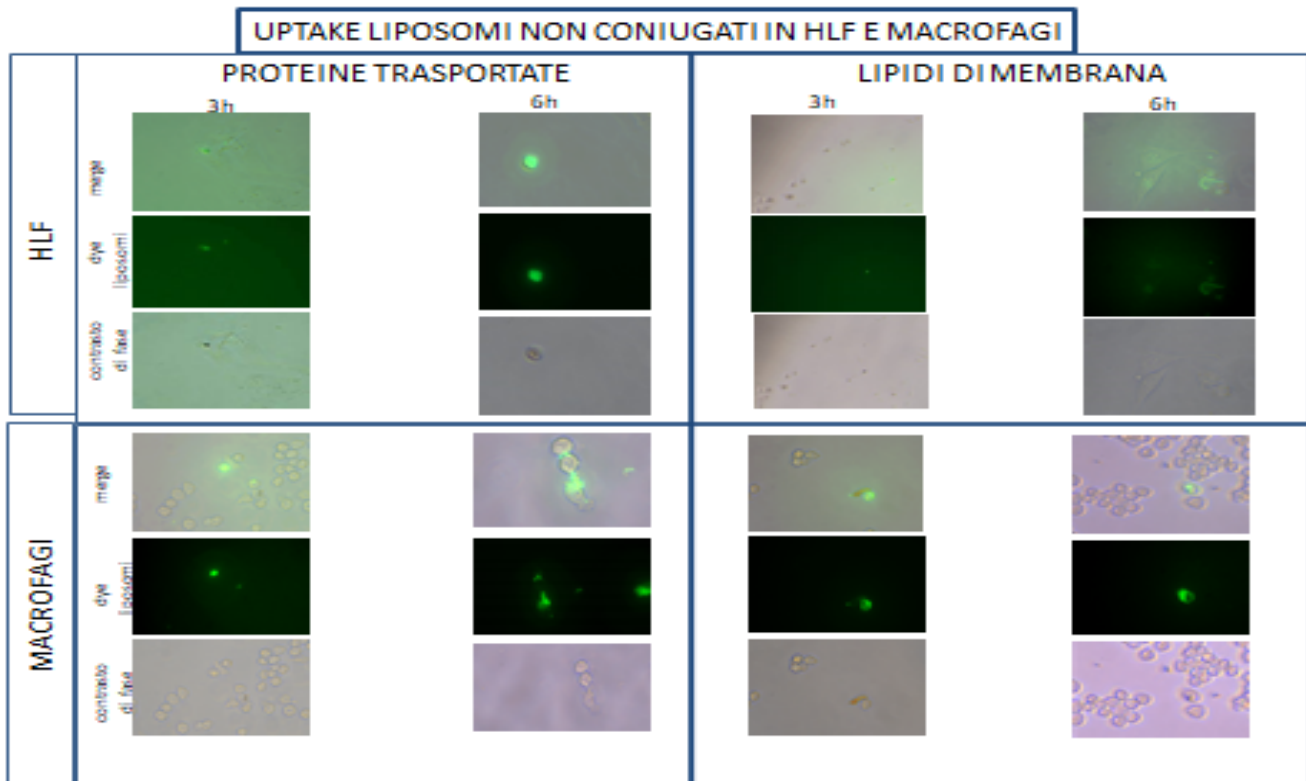 UPTAKE LIPOSOMI NON CONIUGATI IN HLF E MACROFAGI
PROTEINE TRASPORTATE
LIPIDI DI MEMBRANA
3h
6h
3h
6h
HLF
merge
dye
liposomi
contrasto
di fase
MACROFAGI
merge
dye
liposomi
contrasto
di fase